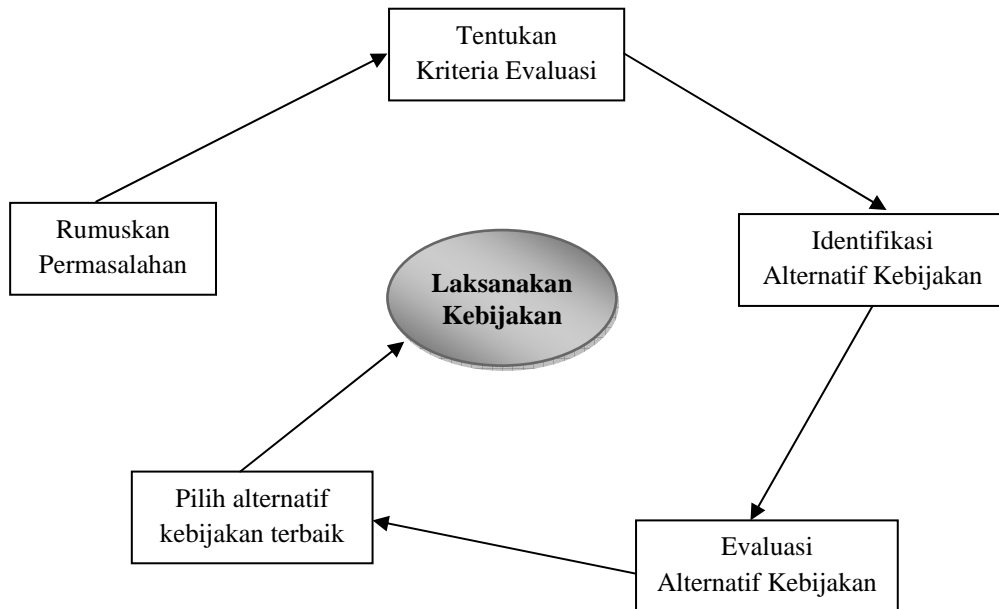 Tentukan
Kriteria Evaluasi
Rumuskan
Permasalahan
Identifikasi
Alternatif Kebijakan
Laksanakan
Kebijakan
Pilih alternatif
kebijakan terbaik
Evaluasi
Alternatif Kebijakan